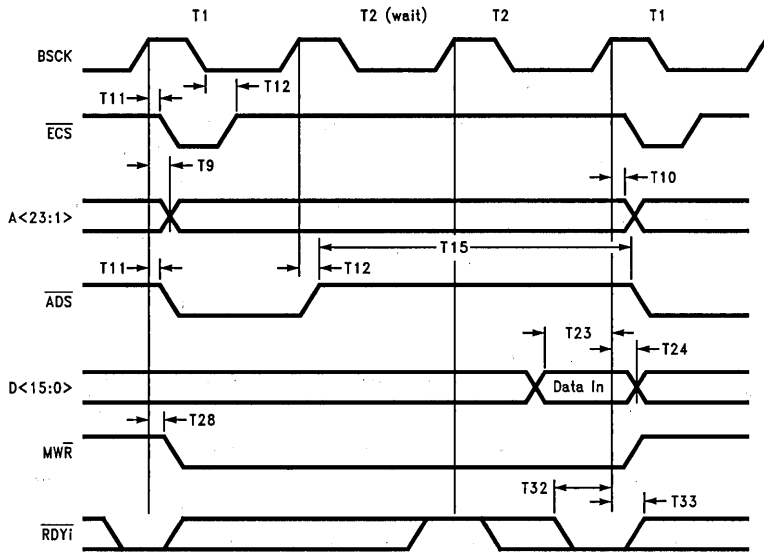 T1 T2 (wait) T2 T1
BSCK
T11 T12
ECS
T9 T10
A<23:1>
T15
T11 T12
ADS
T23
T24
D<15:0> Data In
T28
MWR
T32 T33
RDYi